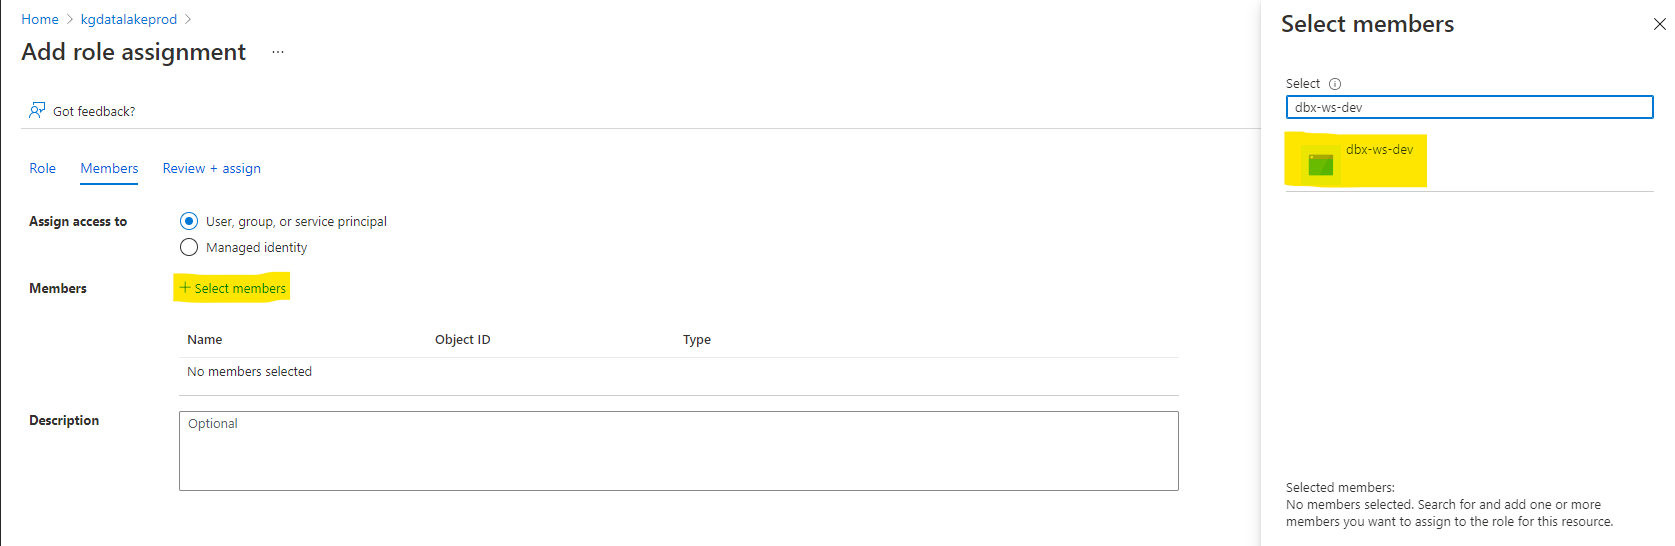 Home > kgdatalakeprod >
Add role assignment ...
Got feedback?
Role Members Review + assign
Assign access to
User, group, or service principal
Managed identity
Members
+ Select members
Name Object ID Type
No members selected
Description
Optional
Select members
Select
dbx-ws-dev
dbx-ws-dev
Selected members:
No members selected. Search for and add one or more
members you want to assign to the role for this resource.